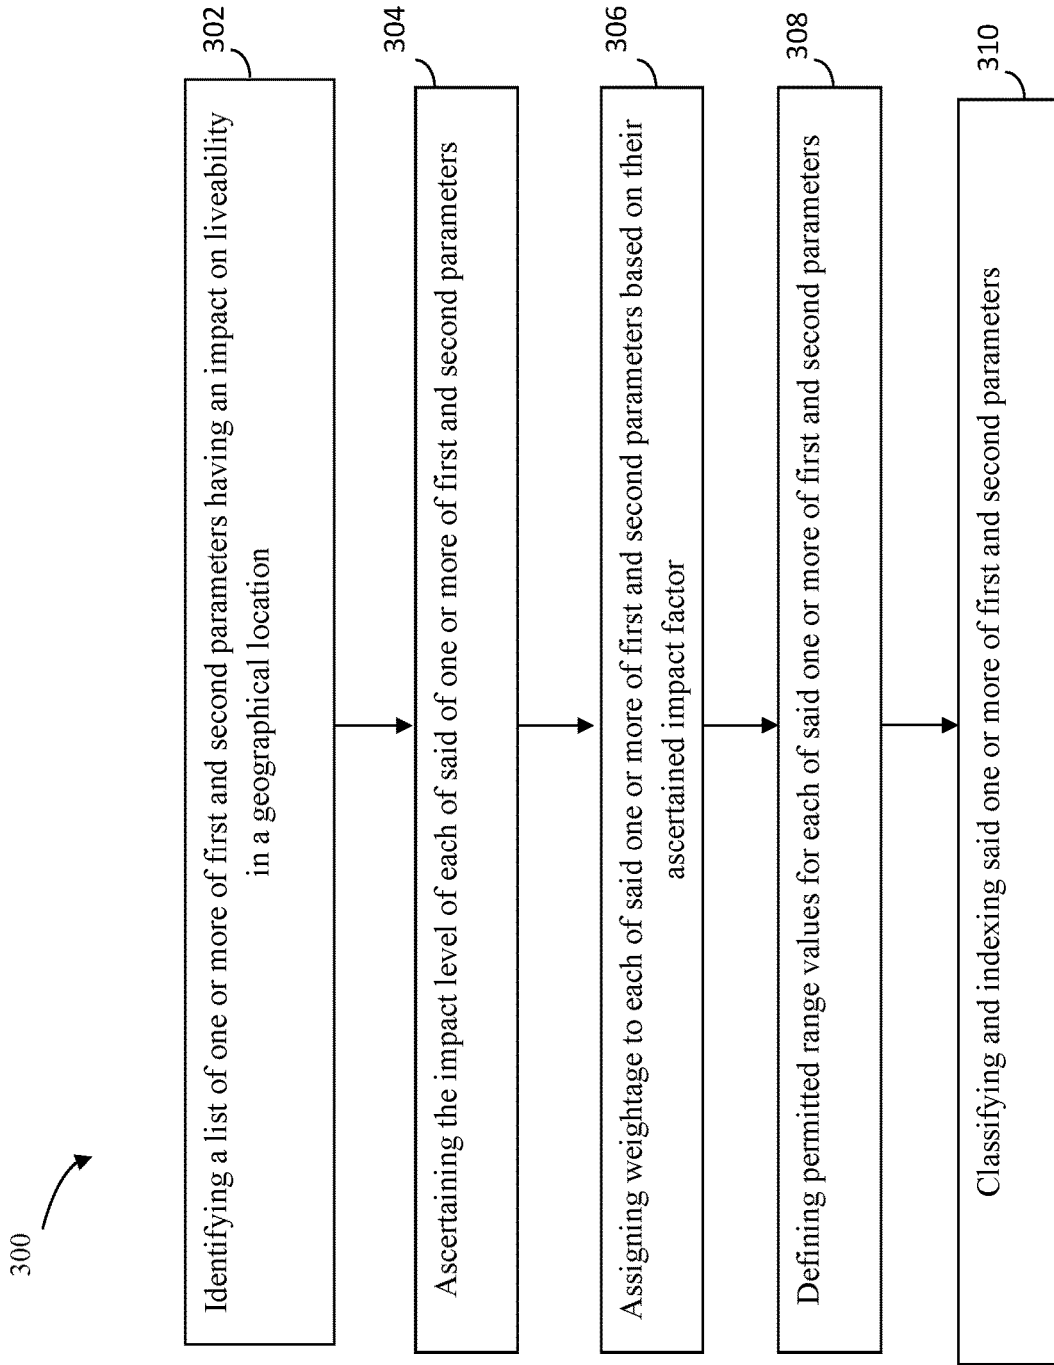 300
302
Identifying a list of one or more of first and second parameters having an impact on liveability
in a geographical location
304
Ascertaining the impact level of each of said of one or more of first and second parameters
306
Assigning weightage to each of said one or more of first and second parameters based on their
ascertained impact factor
308
Defining permitted range values for each of said one or more of first and second parameters
310
Classifying and indexing said one or more of first and second parameters